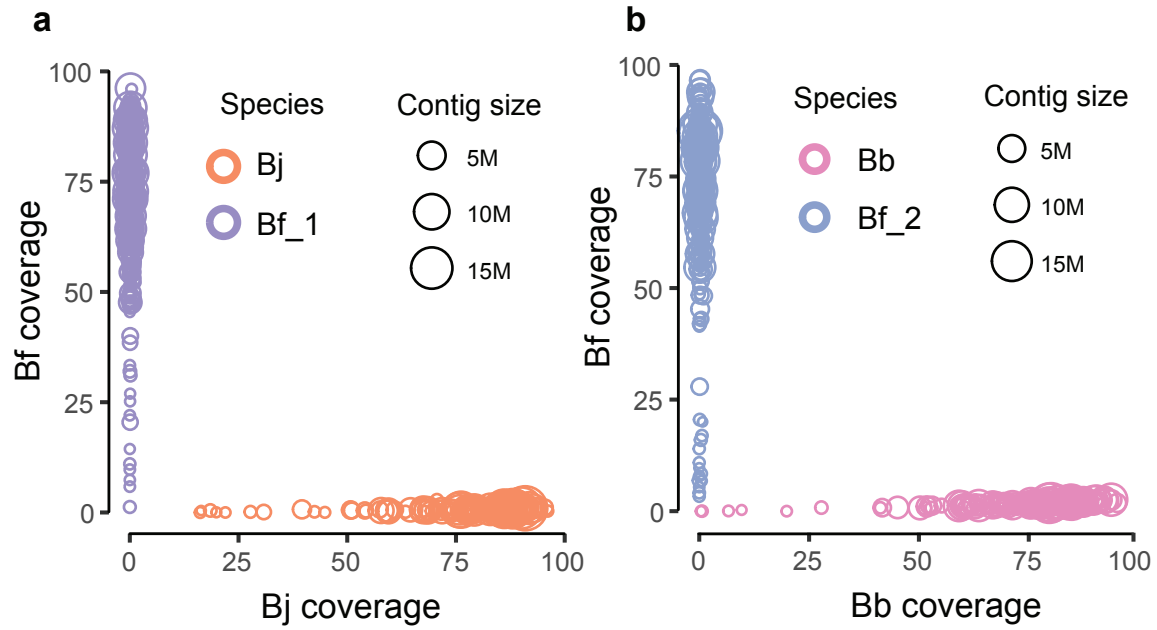 a
Bf coverage
100
75
50
25
0
0
25
50
75
100
Bj coverage
Species
Bj
Bf_1
Contig size
5M
10M
15M
b
Bf coverage
100
75
50
25
0
0
25
50
75
100
Bb coverage
Species
Bb
Bf_2
Contig size
5M
10M
15M